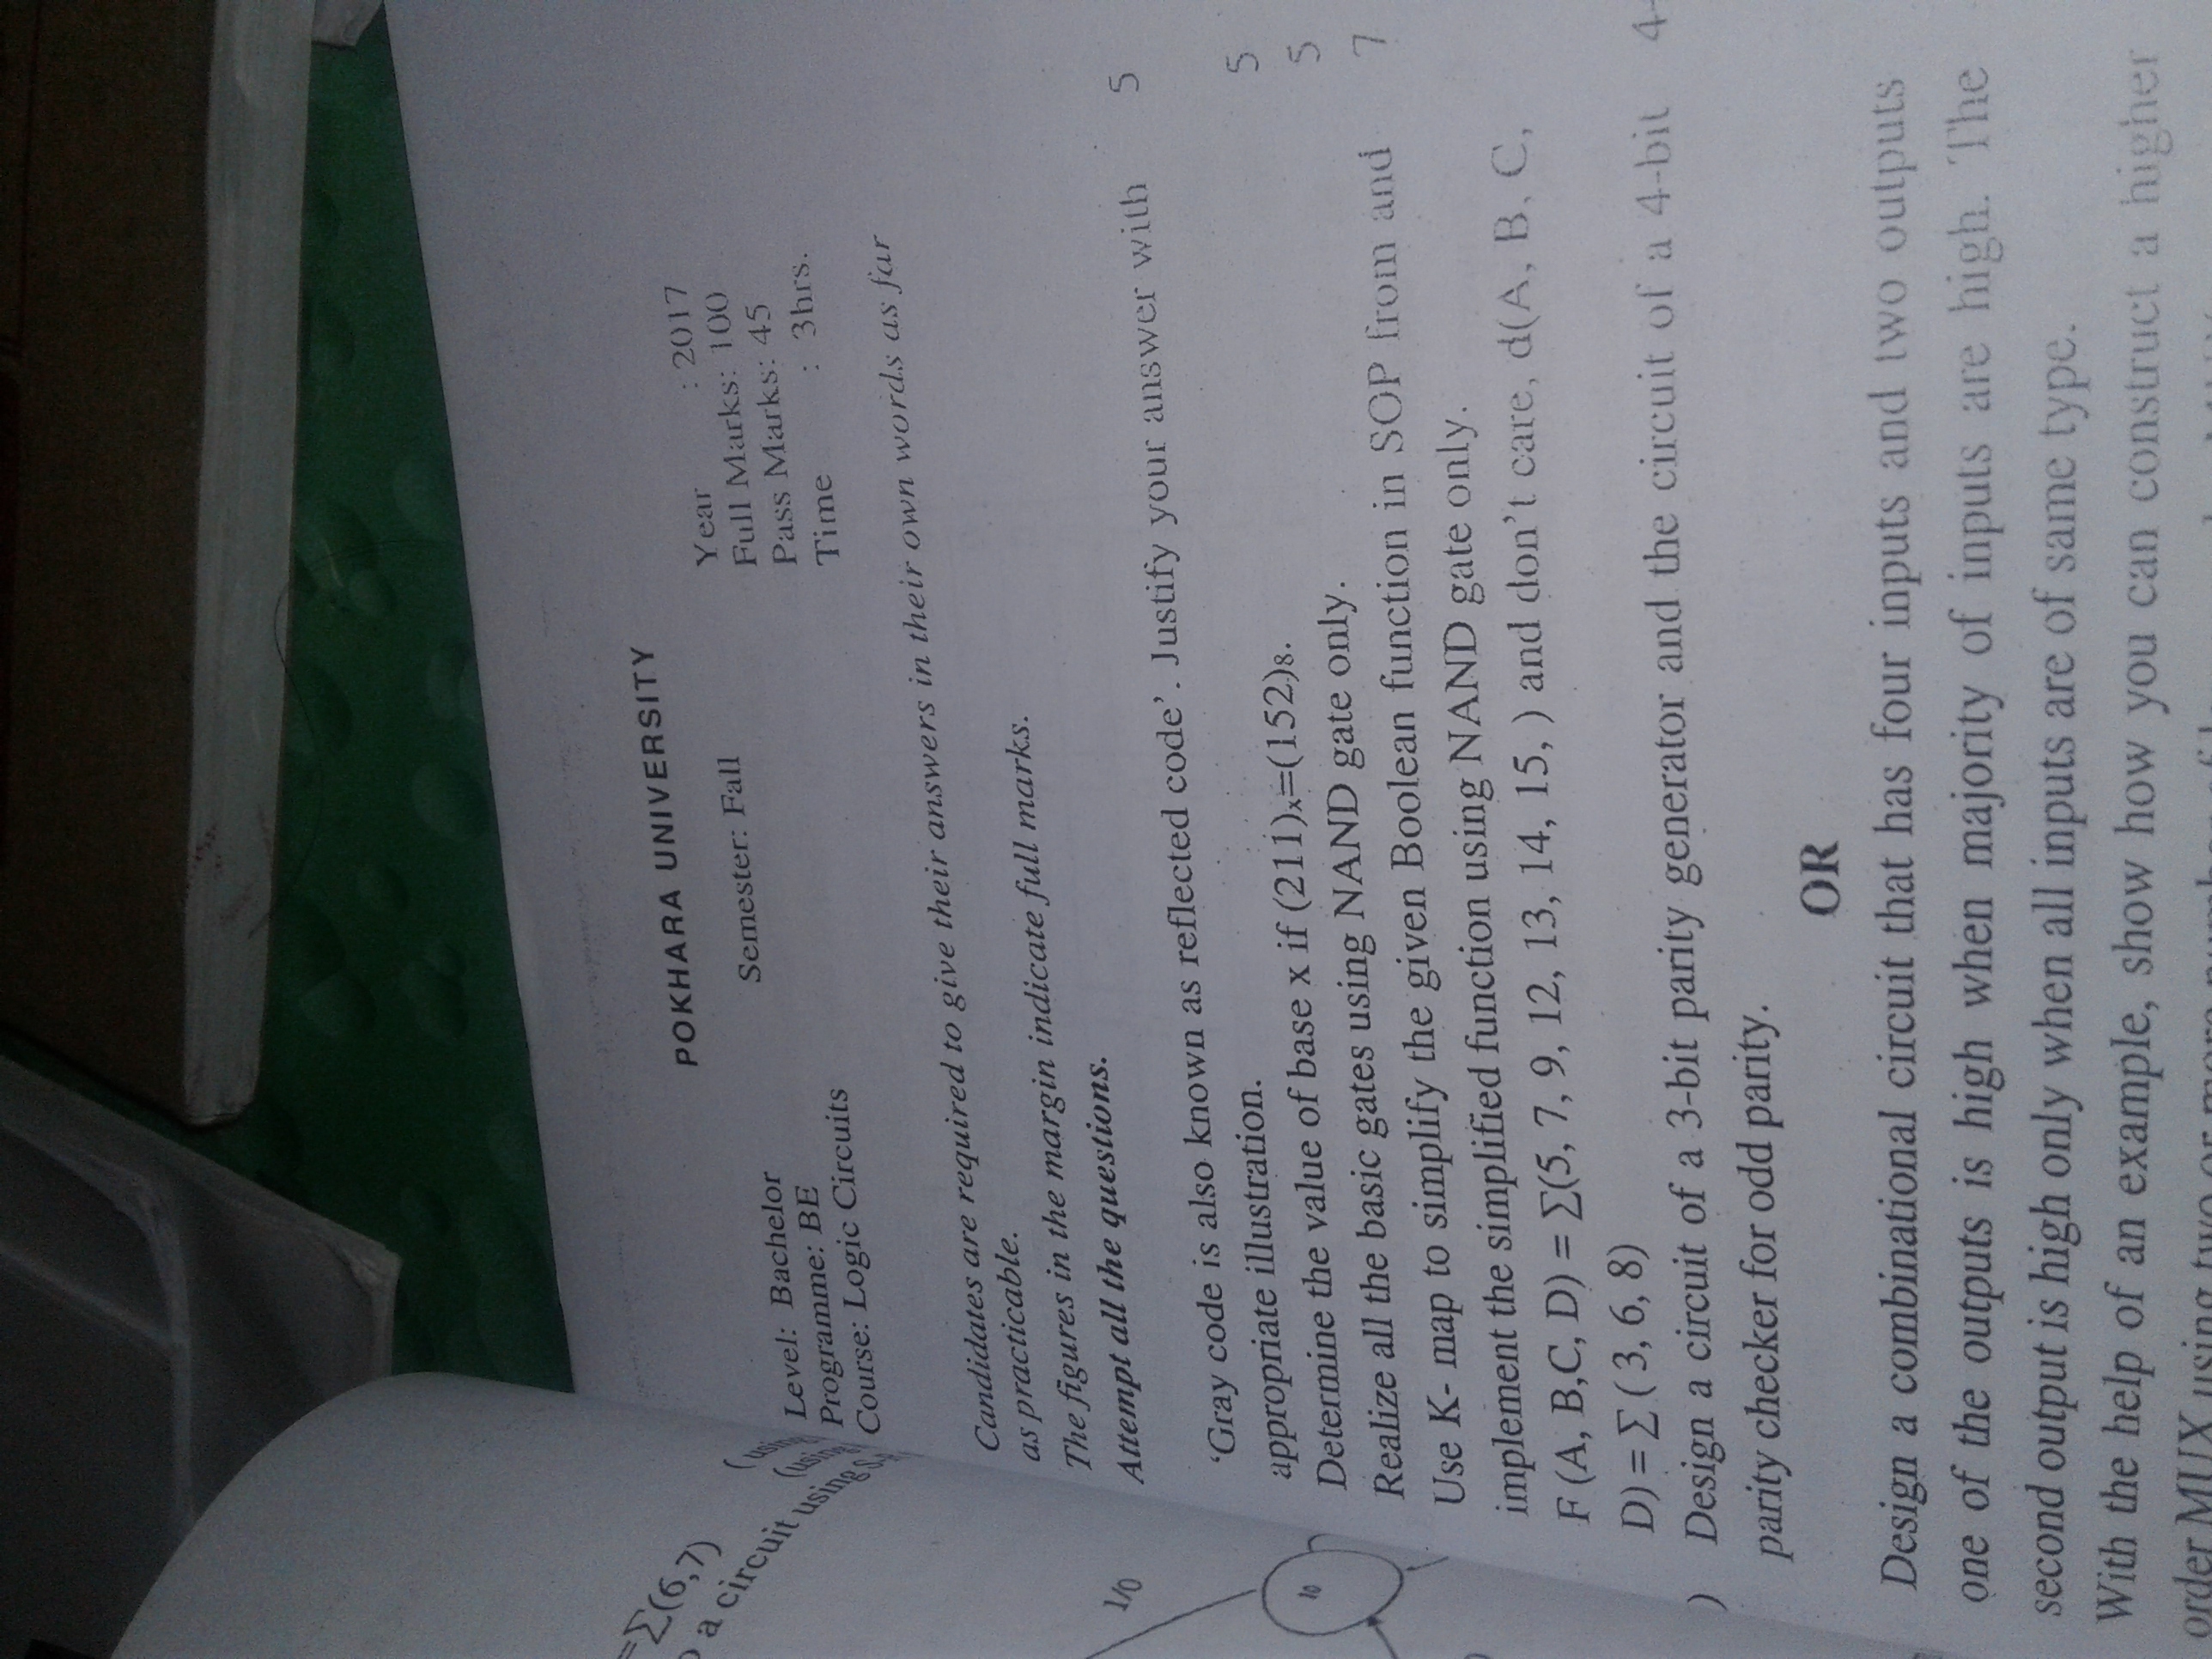 =∑(6,7)
a circuit using
1/0
10
POKHARA UNIVERSITY
Level: Bachelor
Semester: Fall
Year : 2017
Programme: BE
Full Marks: 100
Course: Logic Circuits
Pass Marks: 45
Time : 3hrs.
Candidates are required to give their answers in their own words as far
as practicable.
The figures in the margin indicate full marks.
Attempt all the questions.
‘Gray code is also known as reflected code’. Justify your answer with 5
appropriate illustration.
Determine the value of base x if (211)ₓ=(152)₈. 5
Realize all the basic gates using NAND gate only. 5
Use K- map to simplify the given Boolean function in SOP from and 7
implement the simplified function using NAND gate only.
F (A, B,C, D) = ∑(5, 7, 9, 12, 13, 14, 15, ) and don’t care, d(A, B, C,
D) = ∑ ( 3, 6, 8)
) Design a circuit of a 3-bit parity generator and the circuit of a 4-bit 4-
parity checker for odd parity.
OR
Design a combinational circuit that has four inputs and two outputs
one of the outputs is high when majority of inputs are high. The
second output is high only when all inputs are of same type.
With the help of an example, show how you can construct a higher
order MUX using two or more number of